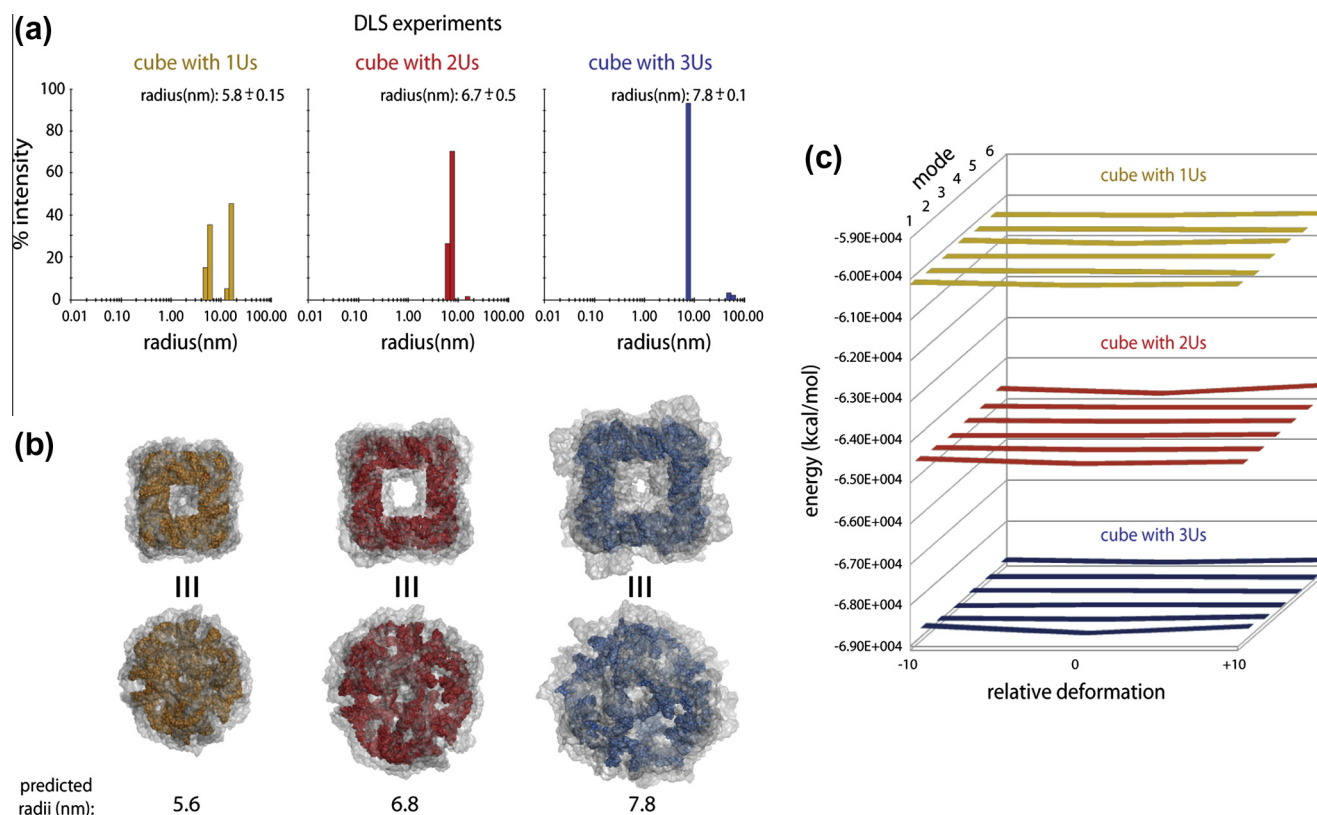 (a)
DLS experiments
cube with 1Us
cube with 2Us
cube with 3Us
radius(nm): 5.8 ± 0.15
radius(nm): 6.7 ± 0.5
radius(nm): 7.8 ± 0.1
% intensity
100
80
60
40
20
0
0.01 0.10 1.00 10.00 100.00
0.01 0.10 1.00 10.00 100.00
0.01 0.10 1.00 10.00 100.00
radius(nm)
radius(nm)
radius(nm)
(b)
predicted
radii (nm):
5.6
6.8
7.8
(c)
mode
1 2 3 4 5 6
cube with 1Us
cube with 2Us
cube with 3Us
energy (kcal/mol)
-5.90E+004
-6.00E+004
-6.10E+004
-6.20E+004
-6.30E+004
-6.40E+004
-6.50E+004
-6.60E+004
-6.70E+004
-6.80E+004
-6.90E+004
-10 0 +10
relative deformation